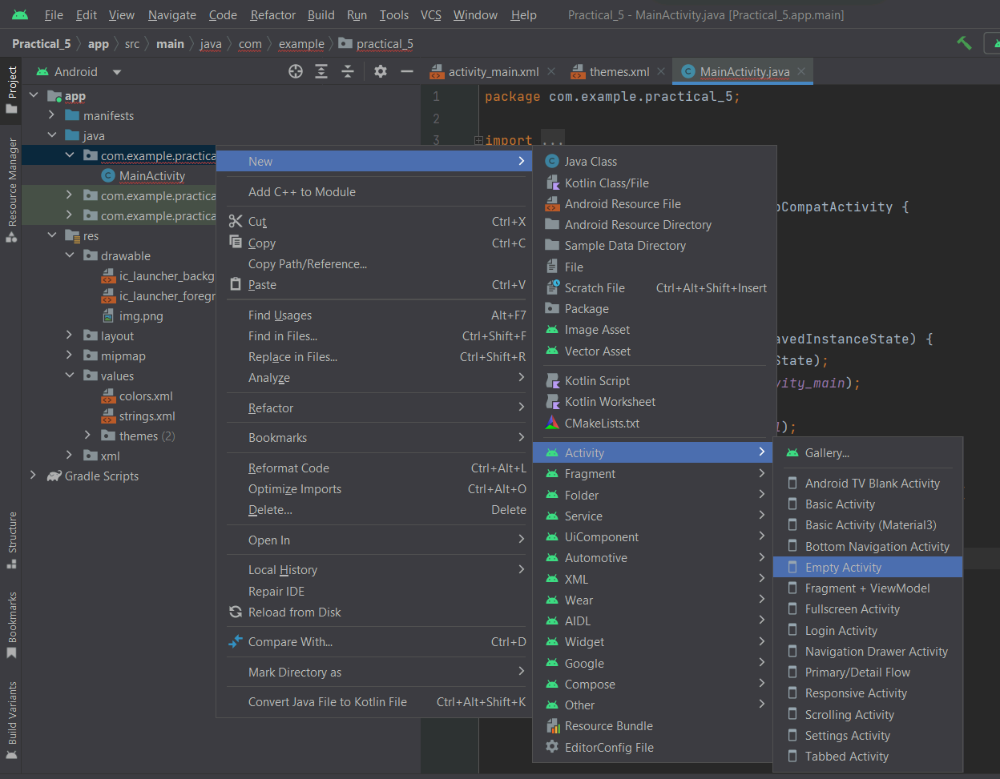 File Edit View Navigate Code Refactor Build Run Tools VCS Window Help Practical_5 - MainActivity.java [Practical_5.app.main]
Practical_5 app src main java com example practical_5
Project
Resource Manager
Structure
Bookmarks
Build Variants
Android
app
manifests
java
com.example.practica
MainActivity
com.example.practica
com.example.practica
res
drawable
ic_launcher_backg
ic_launcher_foregr
img.png
layout
mipmap
values
colors.xml
strings.xml
themes (2)
xml
Gradle Scripts
activity_main.xml themes.xml MainActivity.java
1 package com.example.practical_5;
2
3 import ...
CompatActivity {
avedInstanceState) {
State);
vity_main);
);
New
Add C++ to Module
Cut Ctrl+X
Copy Ctrl+C
Copy Path/Reference...
Paste Ctrl+V
Find Usages Alt+F7
Find in Files... Ctrl+Shift+F
Replace in Files... Ctrl+Shift+R
Analyze
Refactor
Bookmarks
Reformat Code Ctrl+Alt+L
Optimize Imports Ctrl+Alt+O
Delete... Delete
Open In
Local History
Repair IDE
Reload from Disk
Compare With... Ctrl+D
Mark Directory as
Convert Java File to Kotlin File Ctrl+Alt+Shift+K
Java Class
Kotlin Class/File
Android Resource File
Android Resource Directory
Sample Data Directory
File
Scratch File Ctrl+Alt+Shift+Insert
Package
Image Asset
Vector Asset
Kotlin Script
Kotlin Worksheet
CMakeLists.txt
Activity
Fragment
Folder
Service
UiComponent
Automotive
XML
Wear
AIDL
Widget
Google
Compose
Other
Resource Bundle
EditorConfig File
Gallery...
Android TV Blank Activity
Basic Activity
Basic Activity (Material3)
Bottom Navigation Activity
Empty Activity
Fragment + ViewModel
Fullscreen Activity
Login Activity
Navigation Drawer Activity
Primary/Detail Flow
Responsive Activity
Scrolling Activity
Settings Activity
Tabbed Activity